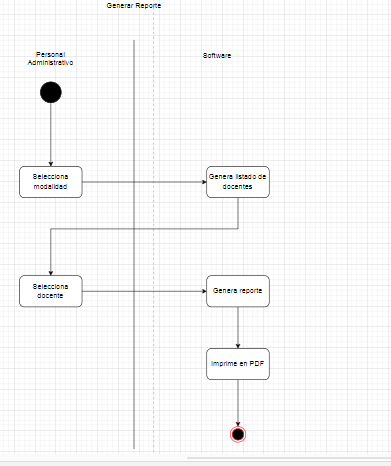 Generar Reporte
Personal
Administrativo
Software
Selecciona
modalidad
Genera listado de
docentes
Selecciona
docente
Genera reporte
Imprime en PDF